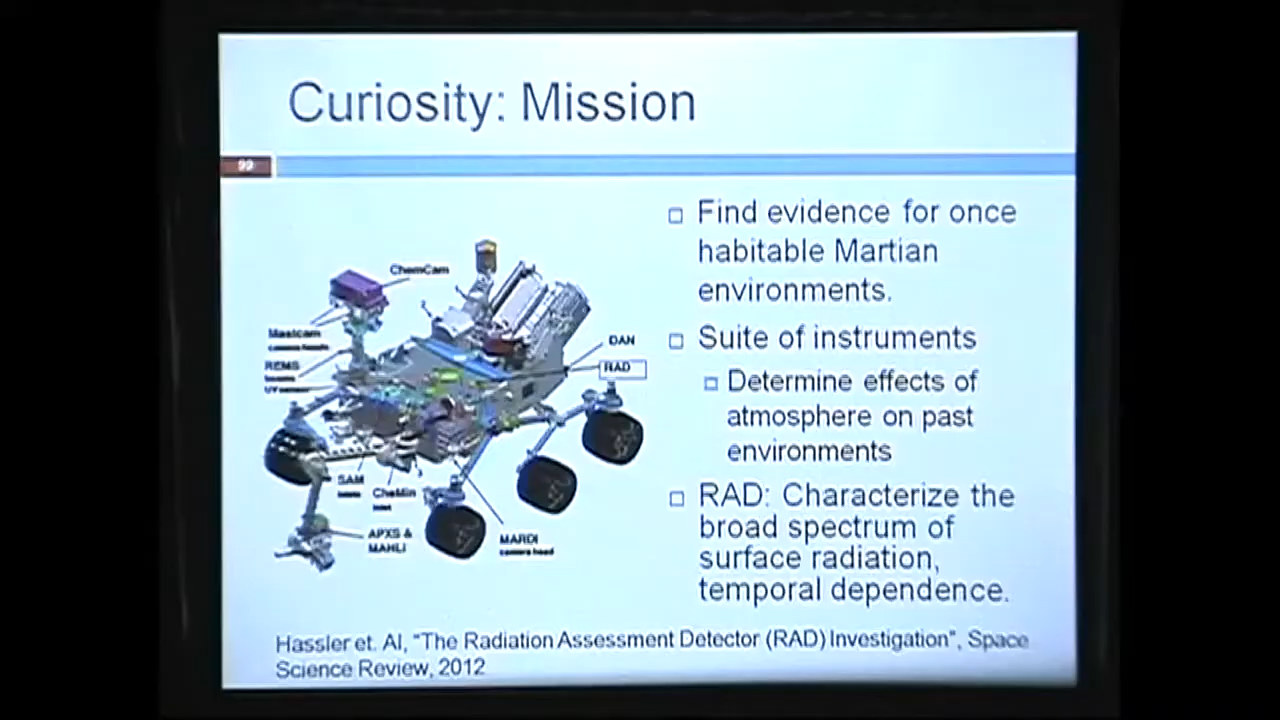 Curiosity: Mission
99
Find evidence for once
habitable Martian
environments.
Suite of instruments
Determine effects of
atmosphere on past
environments
RAD: Characterize the
broad spectrum of
surface radiation,
temporal dependence.
ChemCam
Mastcam
camera heads
REMS
booms
UV sensor
DAN
RAD
SAM
inlets
CheMin
inlet
APXS &
MAHLI
MARDI
camera head
Hassler et. Al, "The Radiation Assessment Detector (RAD) Investigation", Space
Science Review, 2012